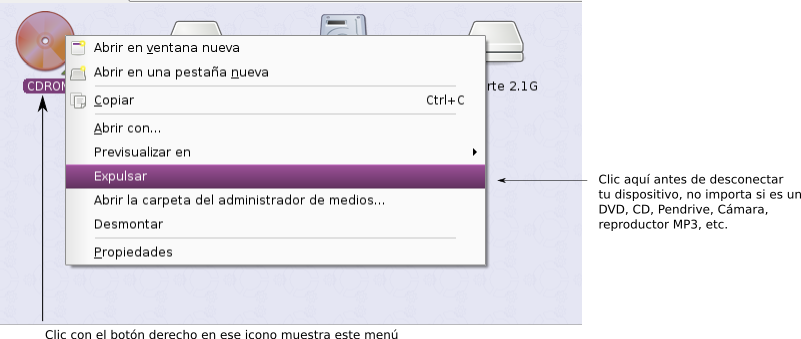 Abrir en ventana nueva
Abrir en una pestaña nueva
CDROM
rte 2.1G
Copiar Ctrl+C
Abrir con...
Previsualizar en
Expulsar
Abrir la carpeta del administrador de medios...
Desmontar
Propiedades
Clic aquí antes de desconectar
tu dispositivo, no importa si es un
DVD, CD, Pendrive, Cámara,
reproductor MP3, etc.
Clic con el botón derecho en ese icono muestra este menú